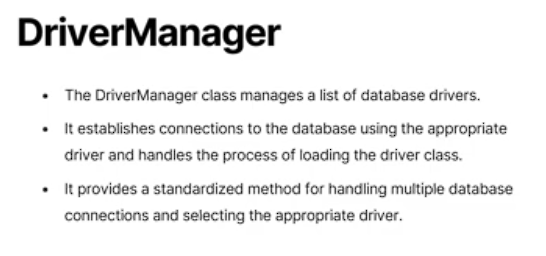 DriverManager
• The DriverManager class manages a list of database drivers.
• It establishes connections to the database using the appropriate
driver and handles the process of loading the driver class.
• It provides a standardized method for handling multiple database
connections and selecting the appropriate driver.